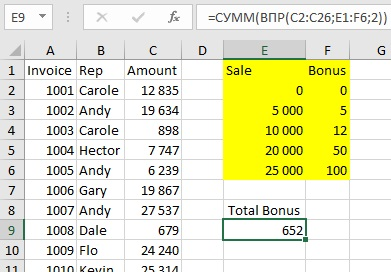 E9 fx =СУММ(ВПР(C2:C26;E1:F6;2))
A B C D E F G
1 Invoice Rep Amount Sale Bonus
2 1001 Carole 12 835 0 0
3 1002 Andy 19 634 5 000 5
4 1003 Carole 898 10 000 12
5 1004 Hector 7 747 20 000 50
6 1005 Andy 6 239 25 000 100
7 1006 Gary 19 867
8 1007 Andy 27 537 Total Bonus
9 1008 Dale 679 652
10 1009 Flo 24 240
11 1010 Kevin 25 314